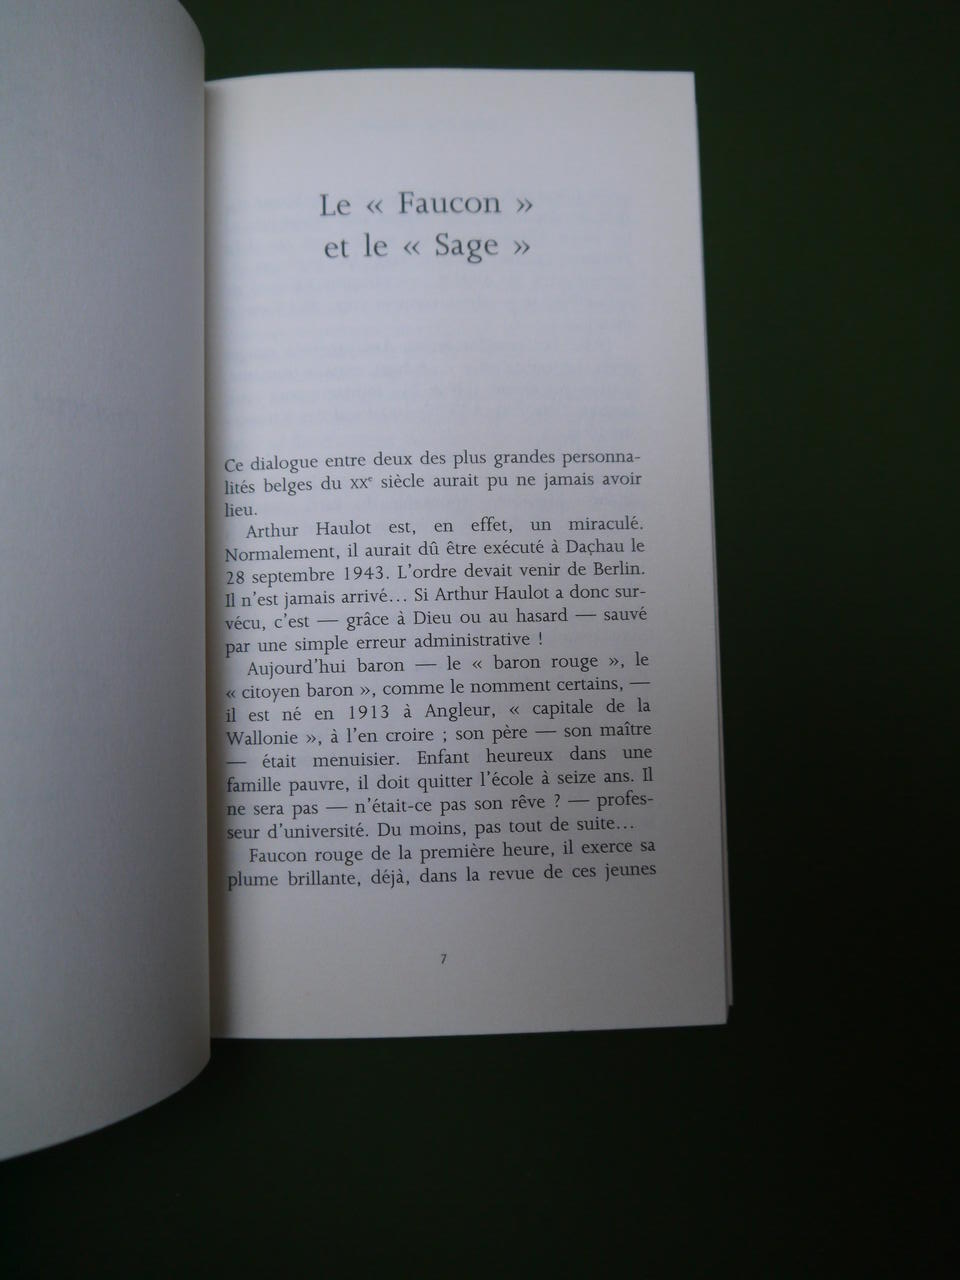 Le « Faucon »
et le « Sage »
Ce dialogue entre deux des plus grandes personna-
lités belges du XXe siècle aurait pu ne jamais avoir
lieu.
Arthur Haulot est, en effet, un miraculé.
Normalement, il aurait dû être exécuté à Daçhau le
28 septembre 1943. L'ordre devait venir de Berlin.
Il n'est jamais arrivé... Si Arthur Haulot a donc sur-
vécu, c'est — grâce à Dieu ou au hasard — sauvé
par une simple erreur administrative !
Aujourd'hui baron — le « baron rouge », le
« citoyen baron », comme le nomment certains, —
il est né en 1913 à Angleur, « capitale de la
Wallonie », à l'en croire ; son père — son maître
— était menuisier. Enfant heureux dans une
famille pauvre, il doit quitter l'école à seize ans. Il
ne sera pas — n'était-ce pas son rêve ? — profes-
seur d'université. Du moins, pas tout de suite...
Faucon rouge de la première heure, il exerce sa
plume brillante, déjà, dans la revue de ces jeunes
7